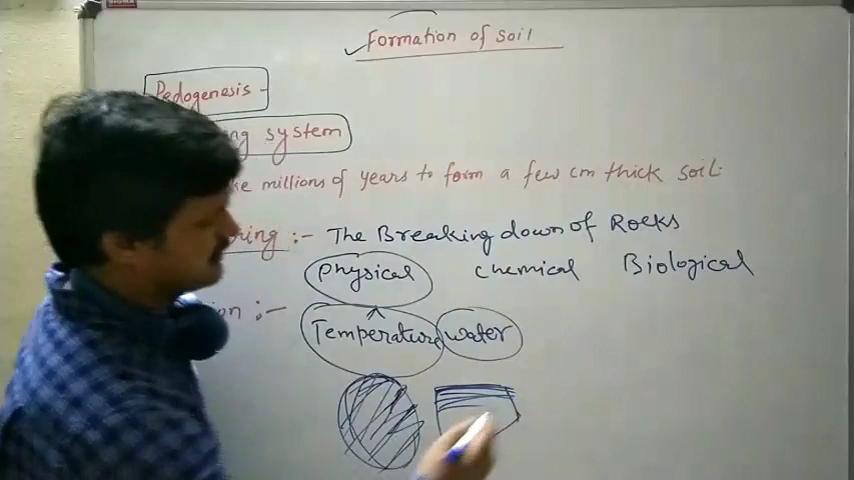 Formation of soil
Pedogenesis -
system
millions of years to form a few cm thick soil.
:- The Breaking down of Rocks
physical chemical Biological
:-
Temperature water